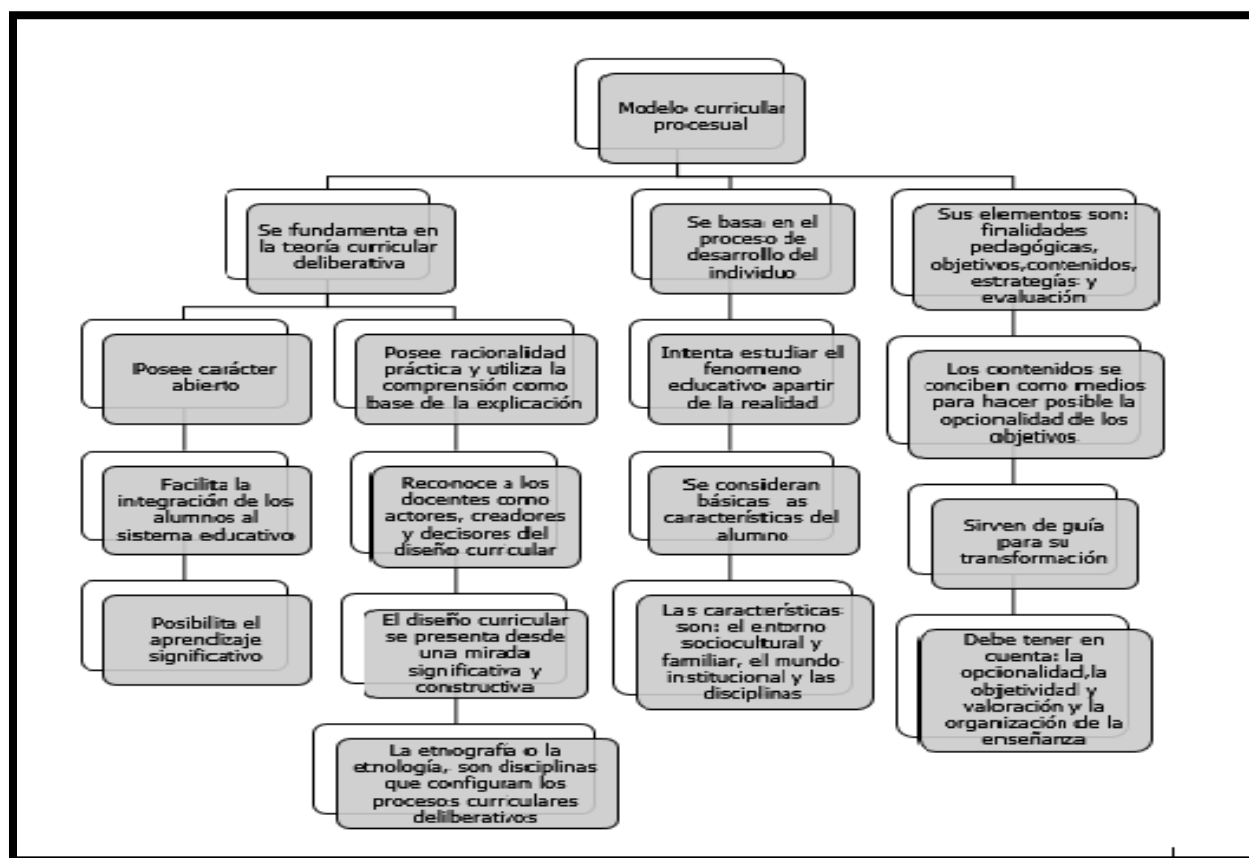 Modelo curricular
procesual
Se fundamenta en
la teoría curricular
deliberativa
Se basa en el
proceso de
desarrollo del
individuo
Sus elementos son:
finalidades
pedagógicas,
objetivos,contenidos,
estrategías y
evaluación
Posee carácter
abierto
Posee racionalidad
práctica y utiliza la
comprensión como
base de la explicación
Intenta estudiar el
fenomeno
educativo apartir
de la realidad
Los contenidos se
conciben como medios
para hacer posible la
opcionalidad de los
objetivos
Facilita la
integración de los
alumnos al
sistema educativo
Reconoce a los
docentes como
actores, creadores
y decisores del
diseño curricular
Se consideran
básicas las
características del
alumno
Sirven de guía
para su
transformación
Posibilita el
aprendizaje
significativo
El diseño curricular
se presenta desde
una mirada
significativa y
constructiva
Las características
son: el entorno
sociocultural y
familiar, el mundo
institucional y las
disciplinas
Debe tener en
cuenta: la
opcionalidad,la
objetividad y
valoración y la
organización de la
enseñanza
La etnografía o la
etnología, son disciplinas
que configuran los
procesos curriculares
deliberativos